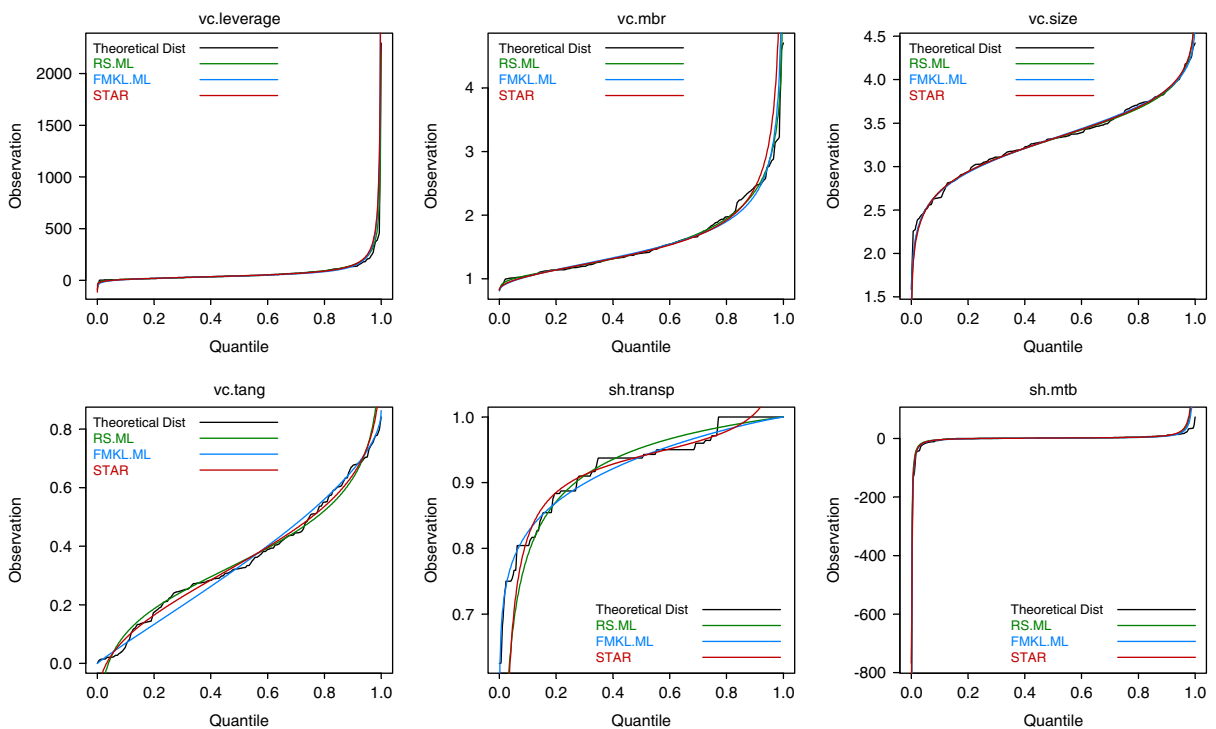 vc.leverage
Theoretical Dist
RS.ML
FMKL.ML
STAR
2000
1500
1000
500
0
Observation
0.0 0.2 0.4 0.6 0.8 1.0
Quantile
vc.mbr
Theoretical Dist
RS.ML
FMKL.ML
STAR
4
3
2
1
Observation
0.0 0.2 0.4 0.6 0.8 1.0
Quantile
vc.size
Theoretical Dist
RS.ML
FMKL.ML
STAR
4.5
4.0
3.5
3.0
2.5
2.0
1.5
Observation
0.0 0.2 0.4 0.6 0.8 1.0
Quantile
vc.tang
Theoretical Dist
RS.ML
FMKL.ML
STAR
0.8
0.6
0.4
0.2
0.0
Observation
0.0 0.2 0.4 0.6 0.8 1.0
Quantile
sh.transp
1.0
0.9
0.8
0.7
Observation
Theoretical Dist
RS.ML
FMKL.ML
STAR
0.0 0.2 0.4 0.6 0.8 1.0
Quantile
sh.mtb
0
-200
-400
-600
-800
Observation
Theoretical Dist
RS.ML
FMKL.ML
STAR
0.0 0.2 0.4 0.6 0.8 1.0
Quantile